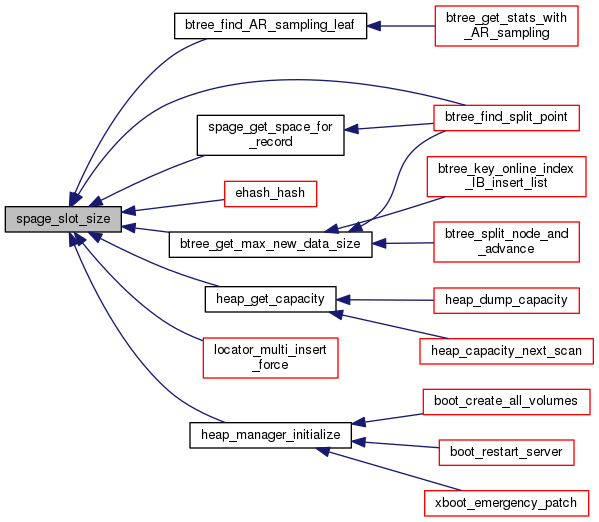 btree_find_AR_sampling_leaf
btree_get_stats_with
_AR_sampling
spage_get_space_for
_record
btree_find_split_point
btree_key_online_index
_IB_insert_list
ehash_hash
spage_slot_size
btree_get_max_new_data_size
btree_split_node_and
_advance
heap_get_capacity
heap_dump_capacity
locator_multi_insert
_force
heap_capacity_next_scan
heap_manager_initialize
boot_create_all_volumes
boot_restart_server
xboot_emergency_patch